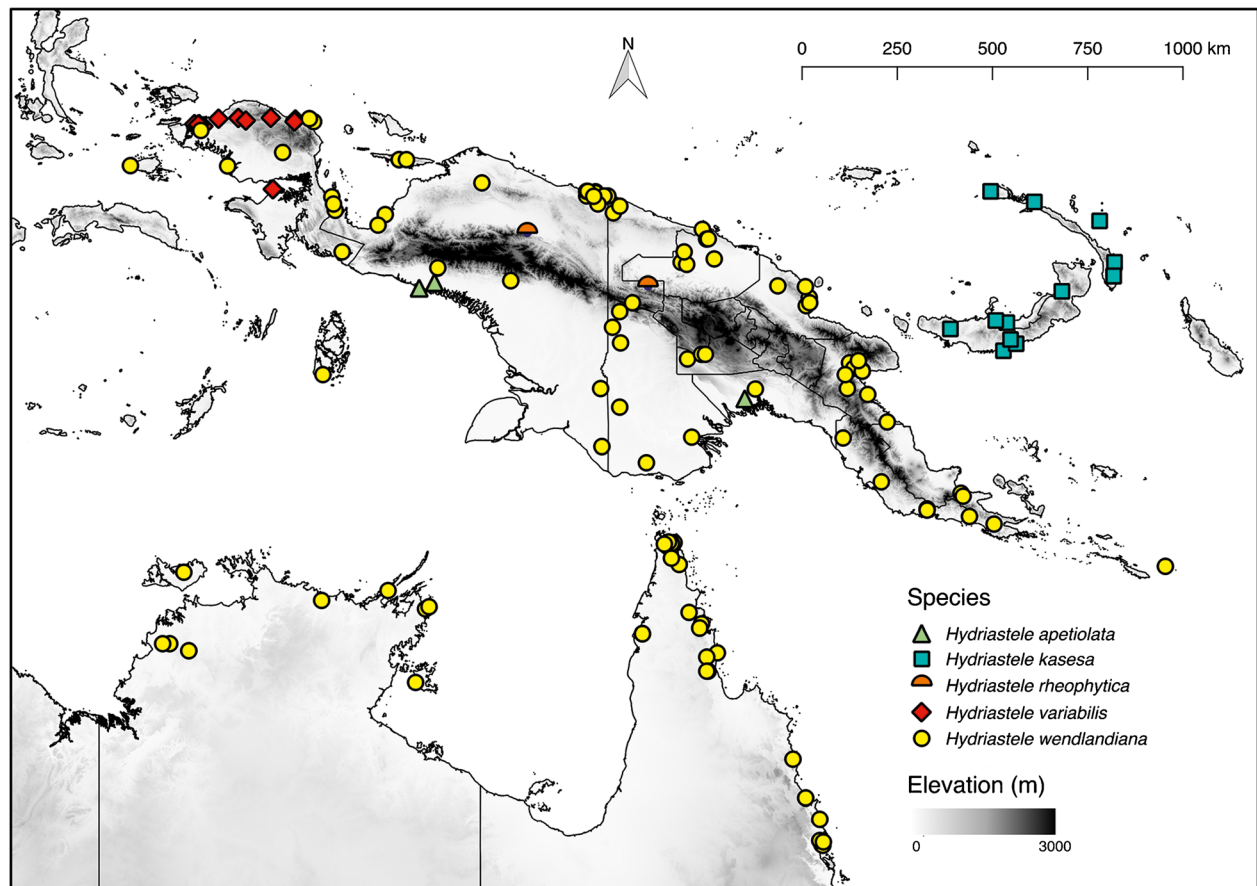 N
0 250 500 750 1000 km
Species
Hydriastele apetiolata
Hydriastele kasesa
Hydriastele rheophytica
Hydriastele variabilis
Hydriastele wendlandiana
Elevation (m)
0 3000